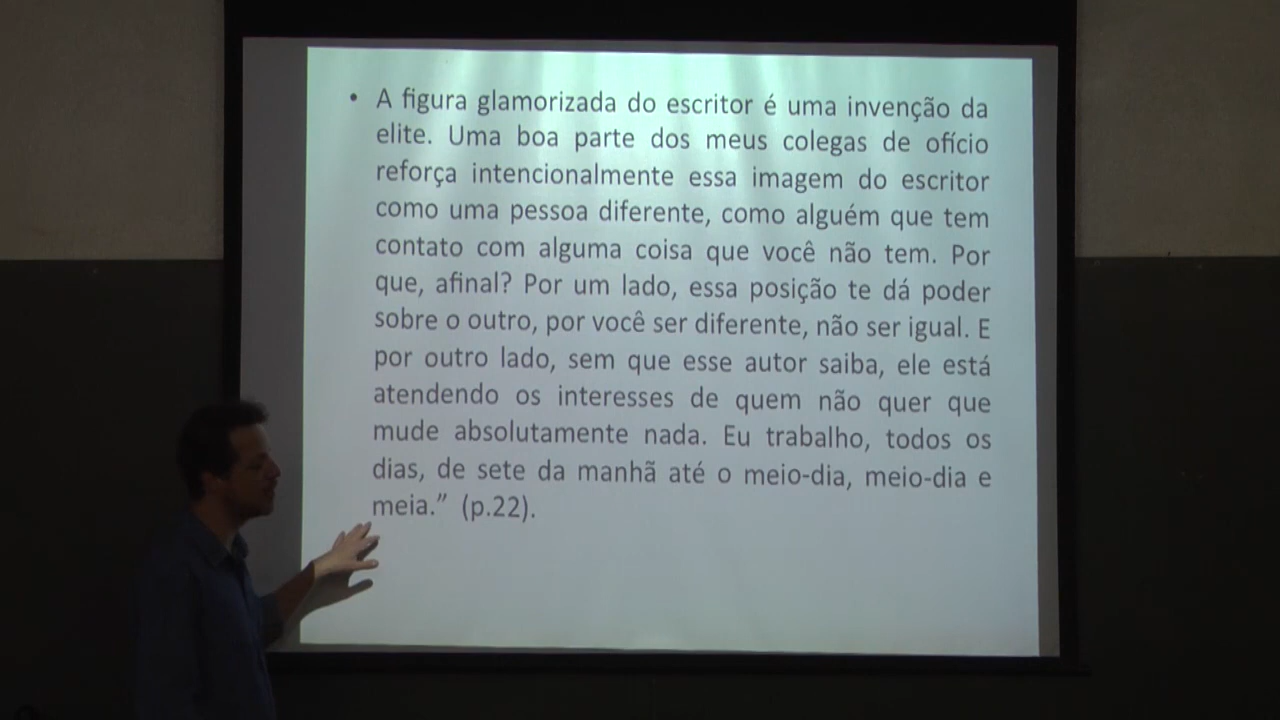 • A figura glamorizada do escritor é uma invenção da
elite. Uma boa parte dos meus colegas de ofício
reforça intencionalmente essa imagem do escritor
como uma pessoa diferente, como alguém que tem
contato com alguma coisa que você não tem. Por
que, afinal? Por um lado, essa posição te dá poder
sobre o outro, por você ser diferente, não ser igual. E
por outro lado, sem que esse autor saiba, ele está
atendendo os interesses de quem não quer que
mude absolutamente nada. Eu trabalho, todos os
dias, de sete da manhã até o meio-dia, meio-dia e
meia.” (p.22).